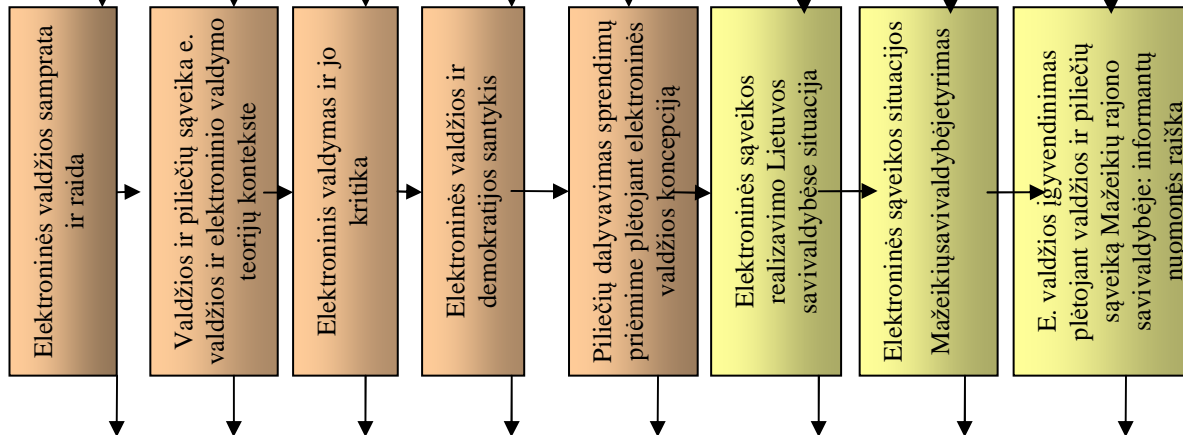 Elektroninės valdžios samprata
ir raida
Valdžios ir piliečių sąveika e.
valdžios ir elektroninio valdymo
teorijų kontekste
Elektroninis valdymas ir jo
kritika
Elektroninės valdžios ir
demokratijos santykis
Piliečių dalyvavimas sprendimų
priėmime plėtojant elektroninės
valdžios koncepciją
Elektroninės sąveikos
realizavimo Lietuvos
savivaldybėse situacija
Elektroninės sąveikos situacijos
Mažeikiųsavivaldybėjetyrimas
E. valdžios įgyvendinimas
plėtojant valdžios ir piliečių
sąveiką Mažeikių rajono
savivaldybėje: informantų
nuomonės raiška